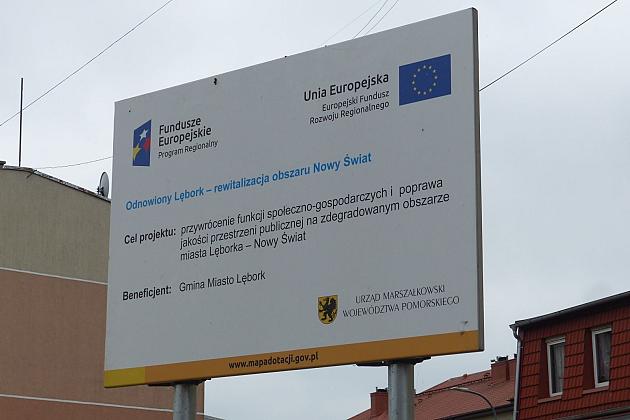 Fundusze
Europejskie
Program Regionalny
Unia Europejska
Europejski Fundusz
Rozwoju Regionalnego
Odnowiony Lębork – rewitalizacja obszaru Nowy Świat
Cel projektu: przywrócenie funkcji społeczno-gospodarczych i poprawa
jakości przestrzeni publicznej na zdegradowanym obszarze
miasta Lęborka – Nowy Świat
Beneficjent: Gmina Miasto Lębork
URZĄD MARSZAŁKOWSKI
WOJEWÓDZTWA POMORSKIEGO
www.mapadotacji.gov.pl